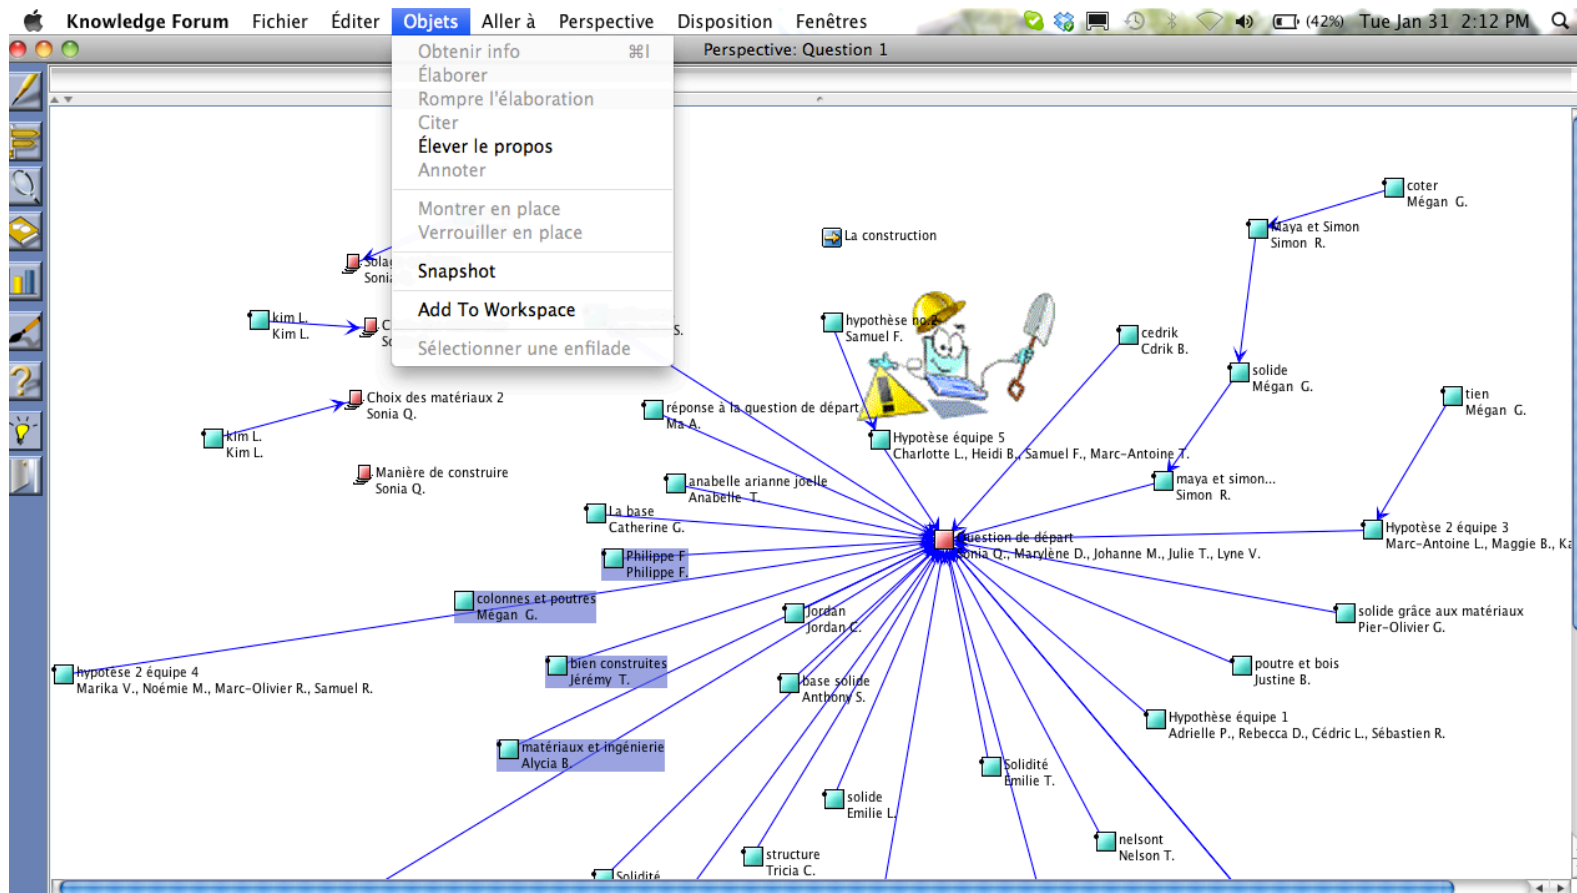 Knowledge Forum Fichier Éditer Objets Aller à Perspective Disposition Fenêtres (42%) Tue Jan 31 2:12 PM
Perspective: Question 1
Obtenir info ⌘I
Élaborer
Rompre l'élaboration
Citer
Élever le propos
Annoter
Montrer en place
Verrouiller en place
Snapshot
Add To Workspace
Sélectionner une enfilade
coter
Mégan G.
Maya et Simon
Simon R.
La construction
kim L.
Kim L.
S.
hypothèse no.2
Samuel F.
cedrik
Cdrik B.
solide
Mégan G.
tien
Mégan G.
Choix des matériaux 2
Sonia Q.
réponse à la question de départ
Ma A.
kim L.
Kim L.
Hypotèse équipe 5
Charlotte L., Heidi B., Samuel F., Marc-Antoine T.
Manière de construire
Sonia Q.
anabelle arianne joelle
Anabelle T.
maya et simon...
Simon R.
La base
Catherine G.
Hypotèse 2 équipe 3
Marc-Antoine L., Maggie B., Ka
Question de départ
Sonia Q., Marylène D., Johanne M., Julie T., Lyne V.
Philippe F
Philippe F.
colonnes et poutres
Mégan G.
Jordan
Jordan C.
solide grâce aux matériaux
Pier-Olivier G.
hypotèse 2 équipe 4
Marika V., Noémie M., Marc-Olivier R., Samuel R.
bien construites
Jérémy T.
base solide
Anthony S.
poutre et bois
Justine B.
Hypothèse équipe 1
Adrielle P., Rebecca D., Cédric L., Sébastien R.
matériaux et ingénierie
Alycia B.
Solidité
Emilie T.
solide
Emilie L.
nelsont
Nelson T.
structure
Tricia C.
Solidité